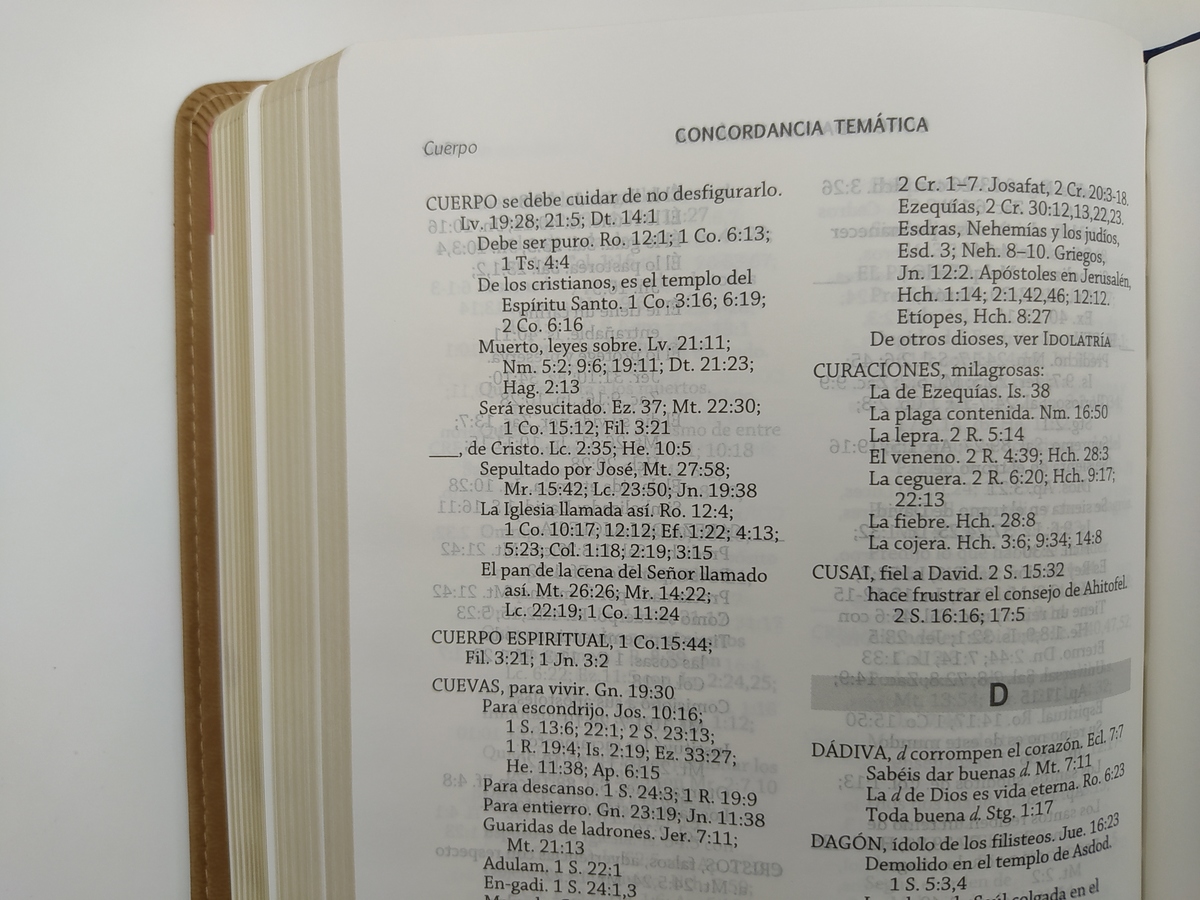 Cuerpo
CONCORDANCIA TEMÁTICA
CUERPO se debe cuidar de no desfigurarlo.
Lv. 19:28; 21:5; Dt. 14:1
Debe ser puro. Ro. 12:1; 1 Co. 6:13;
1 Ts. 4:4
De los cristianos, es el templo del
Espíritu Santo. 1 Co. 3:16; 6:19;
2 Co. 6:16
Muerto, leyes sobre. Lv. 21:11;
Nm. 5:2; 9:6; 19:11; Dt. 21:23;
Hag. 2:13
Será resucitado. Ez. 37; Mt. 22:30;
1 Co. 15:12; Fil. 3:21
___, de Cristo. Lc. 2:35; He. 10:5
Sepultado por José, Mt. 27:58;
Mr. 15:42; Lc. 23:50; Jn. 19:38
La Iglesia llamada así. Ro. 12:4;
1 Co. 10:17; 12:12; Ef. 1:22; 4:13;
5:23; Col. 1:18; 2:19; 3:15
El pan de la cena del Señor llamado
así. Mt. 26:26; Mr. 14:22;
Lc. 22:19; 1 Co. 11:24
CUERPO ESPIRITUAL, 1 Co.15:44;
Fil. 3:21; 1 Jn. 3:2
CUEVAS, para vivir. Gn. 19:30
Para escondrijo. Jos. 10:16;
1 S. 13:6; 22:1; 2 S. 23:13;
1 R. 19:4; Is. 2:19; Ez. 33:27;
He. 11:38; Ap. 6:15
Para descanso. 1 S. 24:3; 1 R. 19:9
Para entierro. Gn. 23:19; Jn. 11:38
Guaridas de ladrones. Jer. 7:11;
Mt. 21:13
Adulam. 1 S. 22:1
En-gadi. 1 S. 24:1,3
2 Cr. 1–7. Josafat, 2 Cr. 20:3-18.
Ezequías, 2 Cr. 30:12,13,22,23.
Esdras, Nehemías y los judíos,
Esd. 3; Neh. 8–10. Griegos,
Jn. 12:2. Apóstoles en Jerusalén,
Hch. 1:14; 2:1,42,46; 12:12.
Etíopes, Hch. 8:27
De otros dioses, ver IDOLATRÍA
CURACIONES, milagrosas:
La de Ezequías. Is. 38
La plaga contenida. Nm. 16:50
La lepra. 2 R. 5:14
El veneno. 2 R. 4:39; Hch. 28:3
La ceguera. 2 R. 6:20; Hch. 9:17;
22:13
La fiebre. Hch. 28:8
La cojera. Hch. 3:6; 9:34; 14:8
CUSAI, fiel a David. 2 S. 15:32
hace frustrar el consejo de Ahitofel.
2 S. 16:16; 17:5
D
DÁDIVA, d corrompen el corazón. Ecl. 7:7
Sabéis dar buenas d. Mt. 7:11
La d de Dios es vida eterna. Ro. 6:23
Toda buena d. Stg. 1:17
DAGÓN, ídolo de los filisteos. Jue. 16:23
Demolido en el templo de Asdod.
1 S. 5:3,4
colgada en el